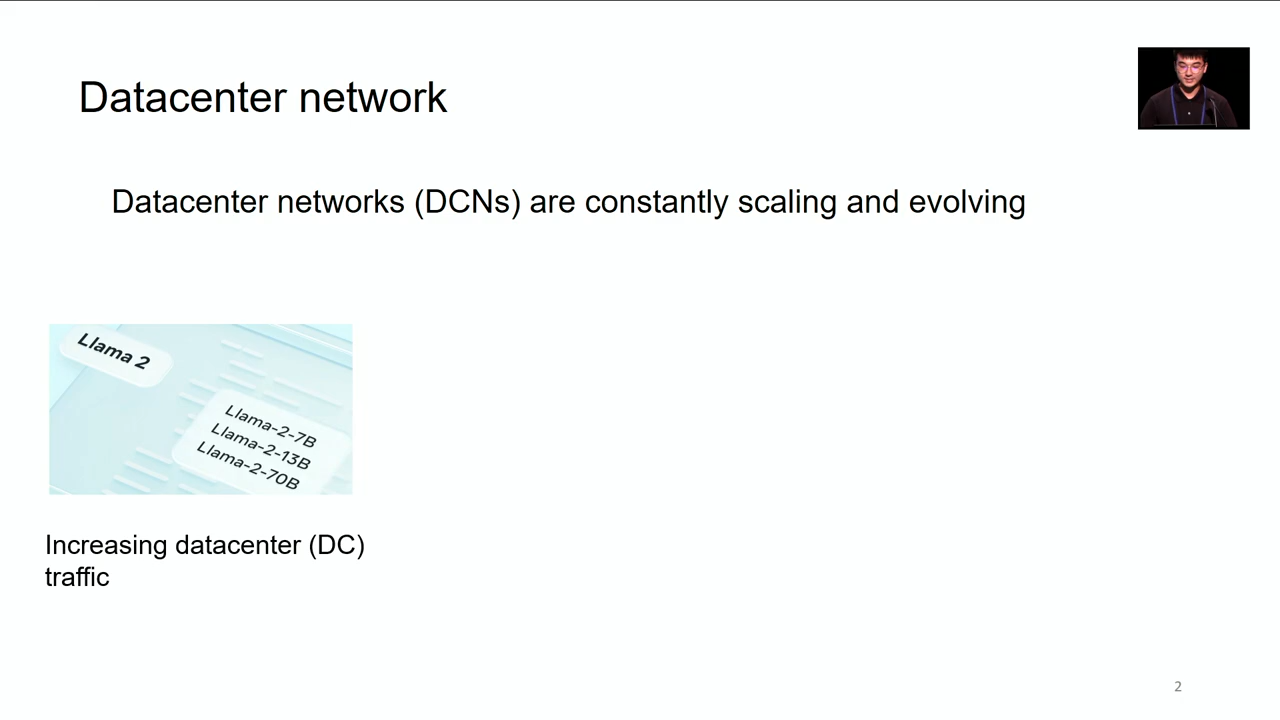 Datacenter network
Datacenter networks (DCNs) are constantly scaling and evolving
Llama 2
Llama-2-7B
Llama-2-13B
Llama-2-70B
Increasing datacenter (DC)
traffic
2